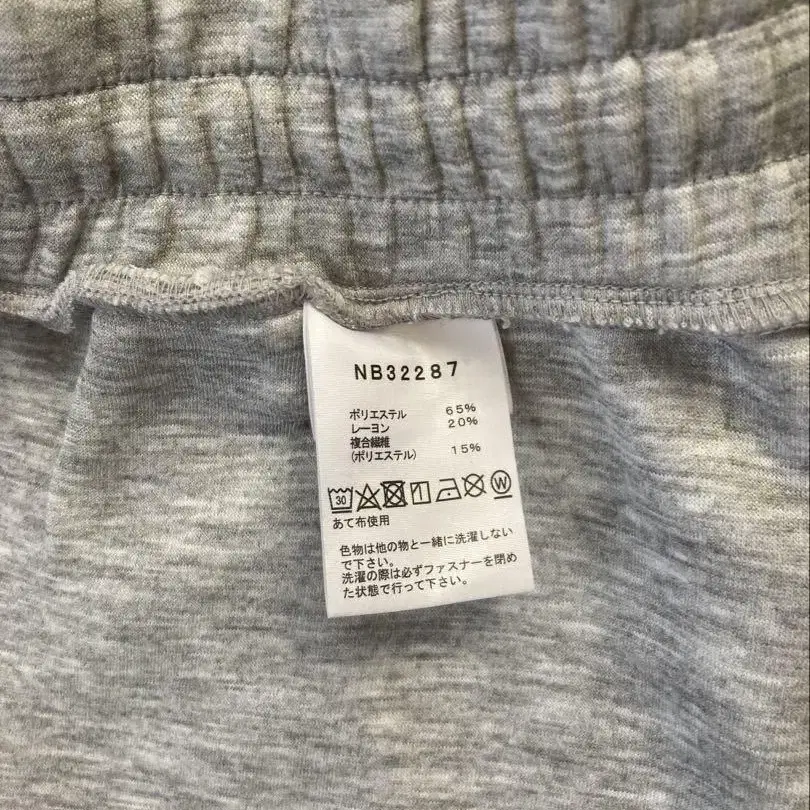 NB32287
ポリエステル 65%
レーヨン 20%
複合繊維
(ポリエステル) 15%
30 W
あて布使用
色物は他の物と一緒に洗濯しない
で下さい。
洗濯の際は必ずファスナーを閉め
た状態で行って下さい。